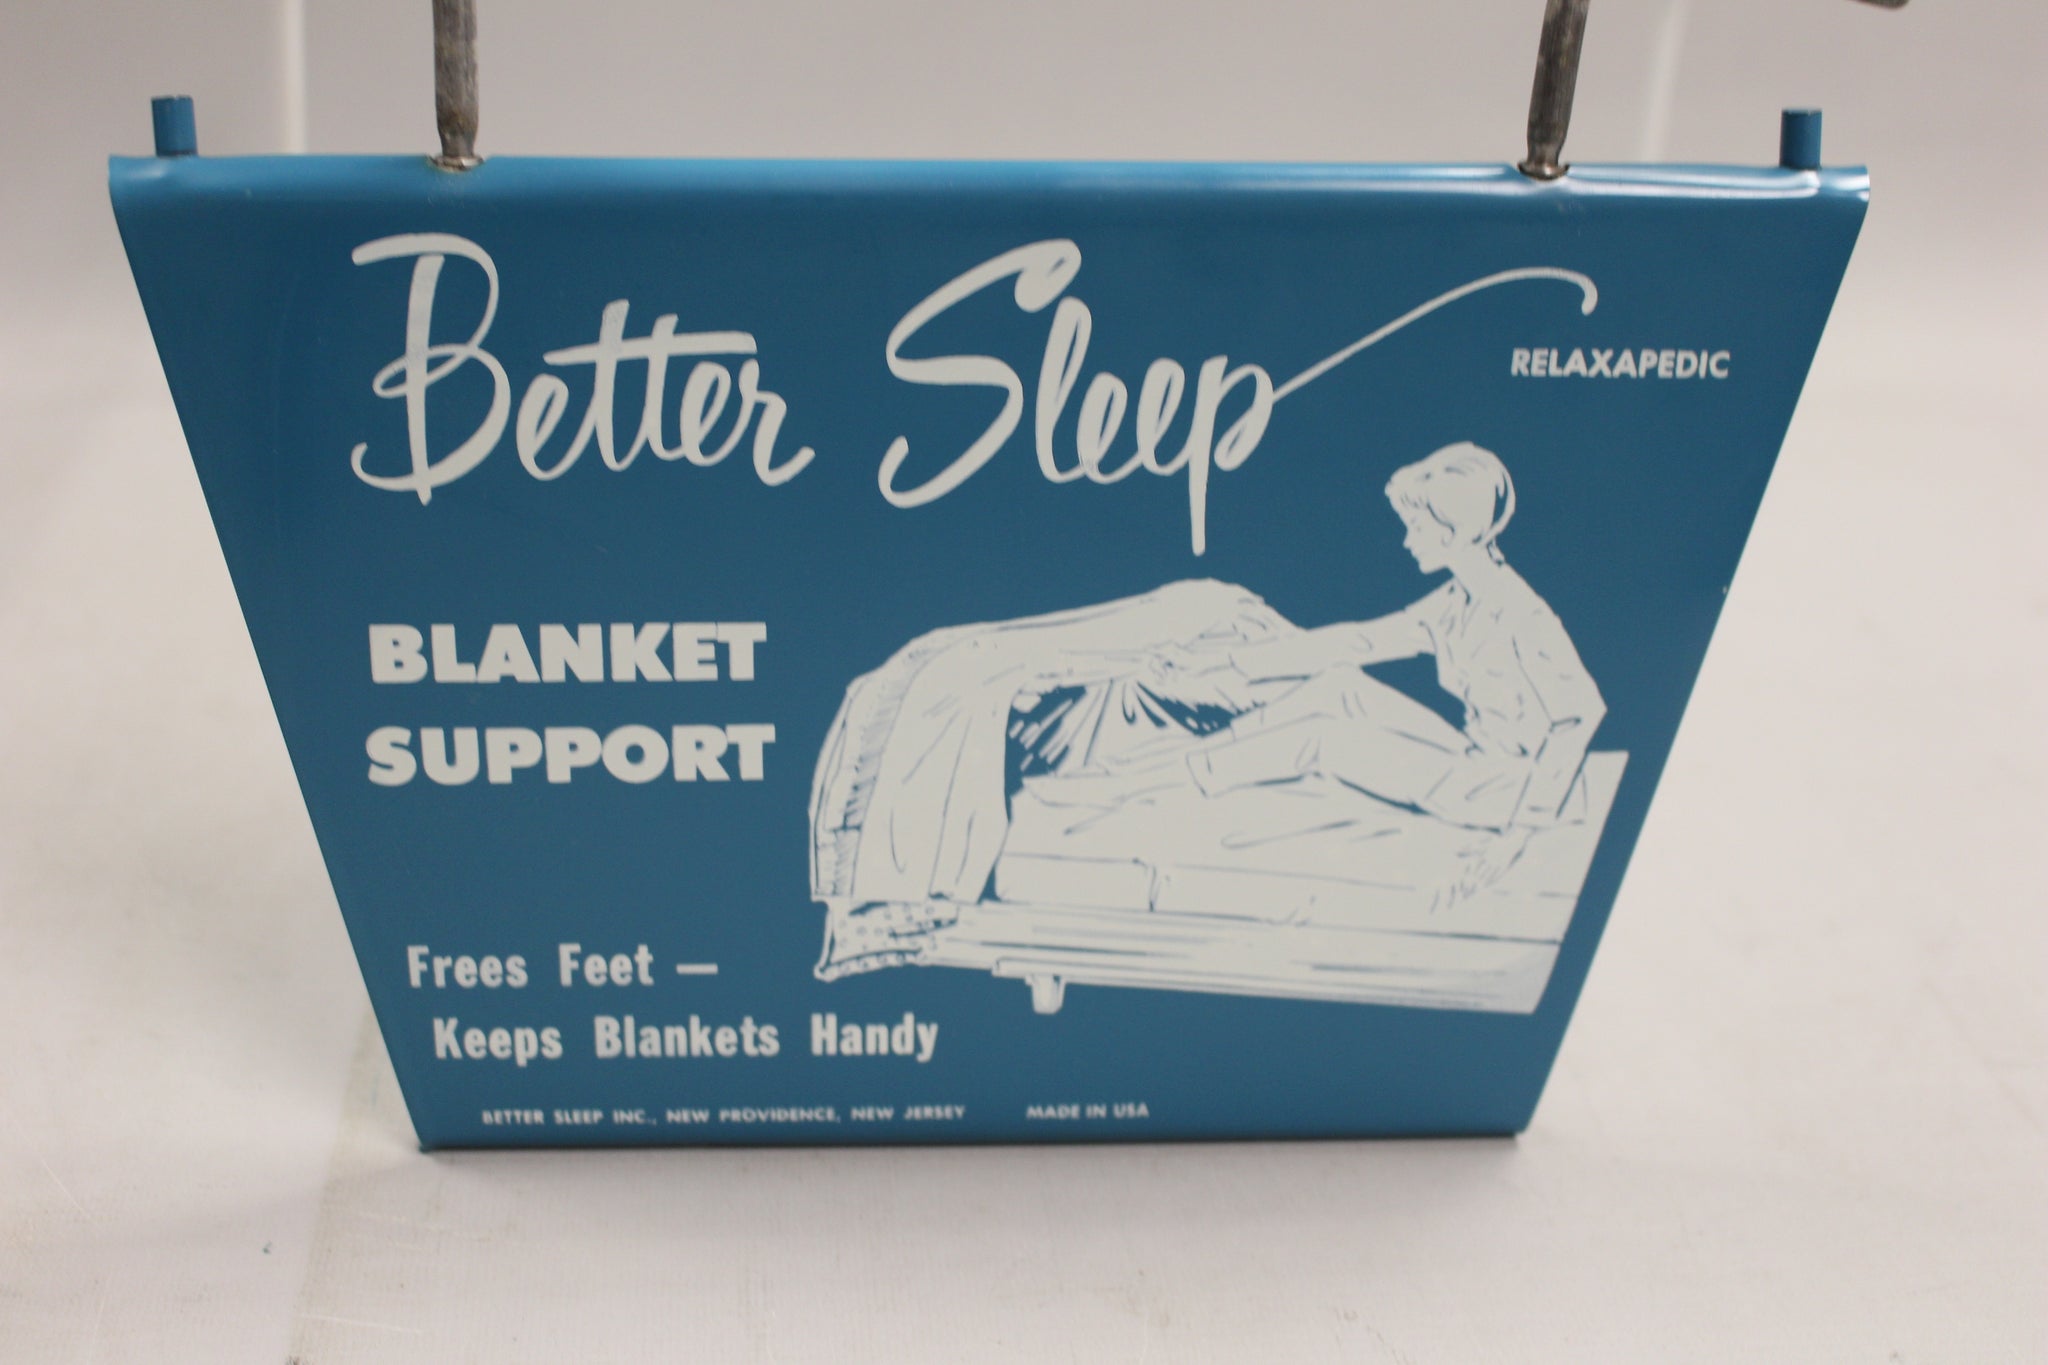 Better Sleep
RELAXAPEDIC
BLANKET
SUPPORT
Frees Feet —
Keeps Blankets Handy
BETTER SLEEP INC., NEW PROVIDENCE, NEW JERSEY MADE IN USA